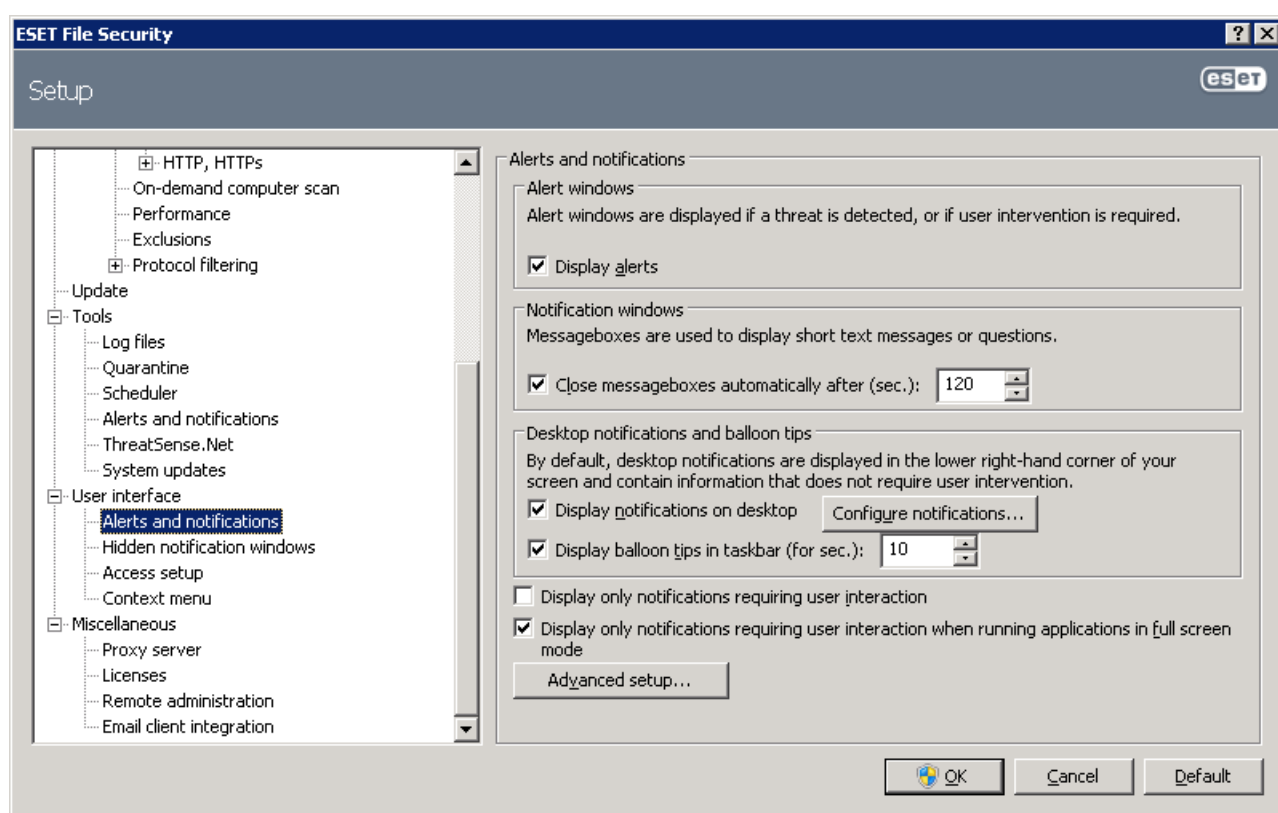 ESET File Security
Setup
eset
HTTP, HTTPs
On-demand computer scan
Performance
Exclusions
Protocol filtering
Update
Tools
Log files
Quarantine
Scheduler
Alerts and notifications
ThreatSense.Net
System updates
User interface
Alerts and notifications
Hidden notification windows
Access setup
Context menu
Miscellaneous
Proxy server
Licenses
Remote administration
Email client integration
Alerts and notifications
Alert windows
Alert windows are displayed if a threat is detected, or if user intervention is required.
Display alerts
Notification windows
Messageboxes are used to display short text messages or questions.
Close messageboxes automatically after (sec.): 120
Desktop notifications and balloon tips
By default, desktop notifications are displayed in the lower right-hand corner of your
screen and contain information that does not require user intervention.
Display notifications on desktop Configure notifications...
Display balloon tips in taskbar (for sec.): 10
Display only notifications requiring user interaction
Display only notifications requiring user interaction when running applications in full screen
mode
Advanced setup...
OK Cancel Default